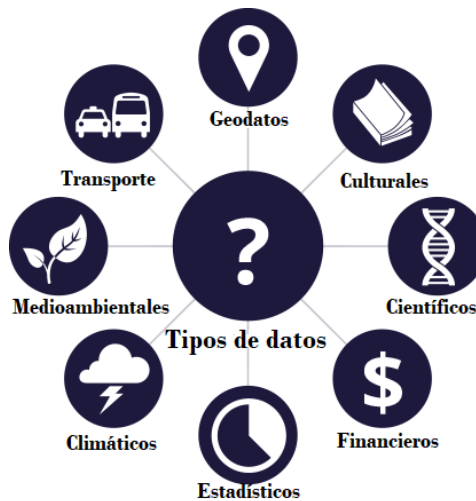 Geodatos
Transporte
Culturales
?
Medioambientales
Científicos
Tipos de datos
$
Climáticos
Financieros
Estadísticos